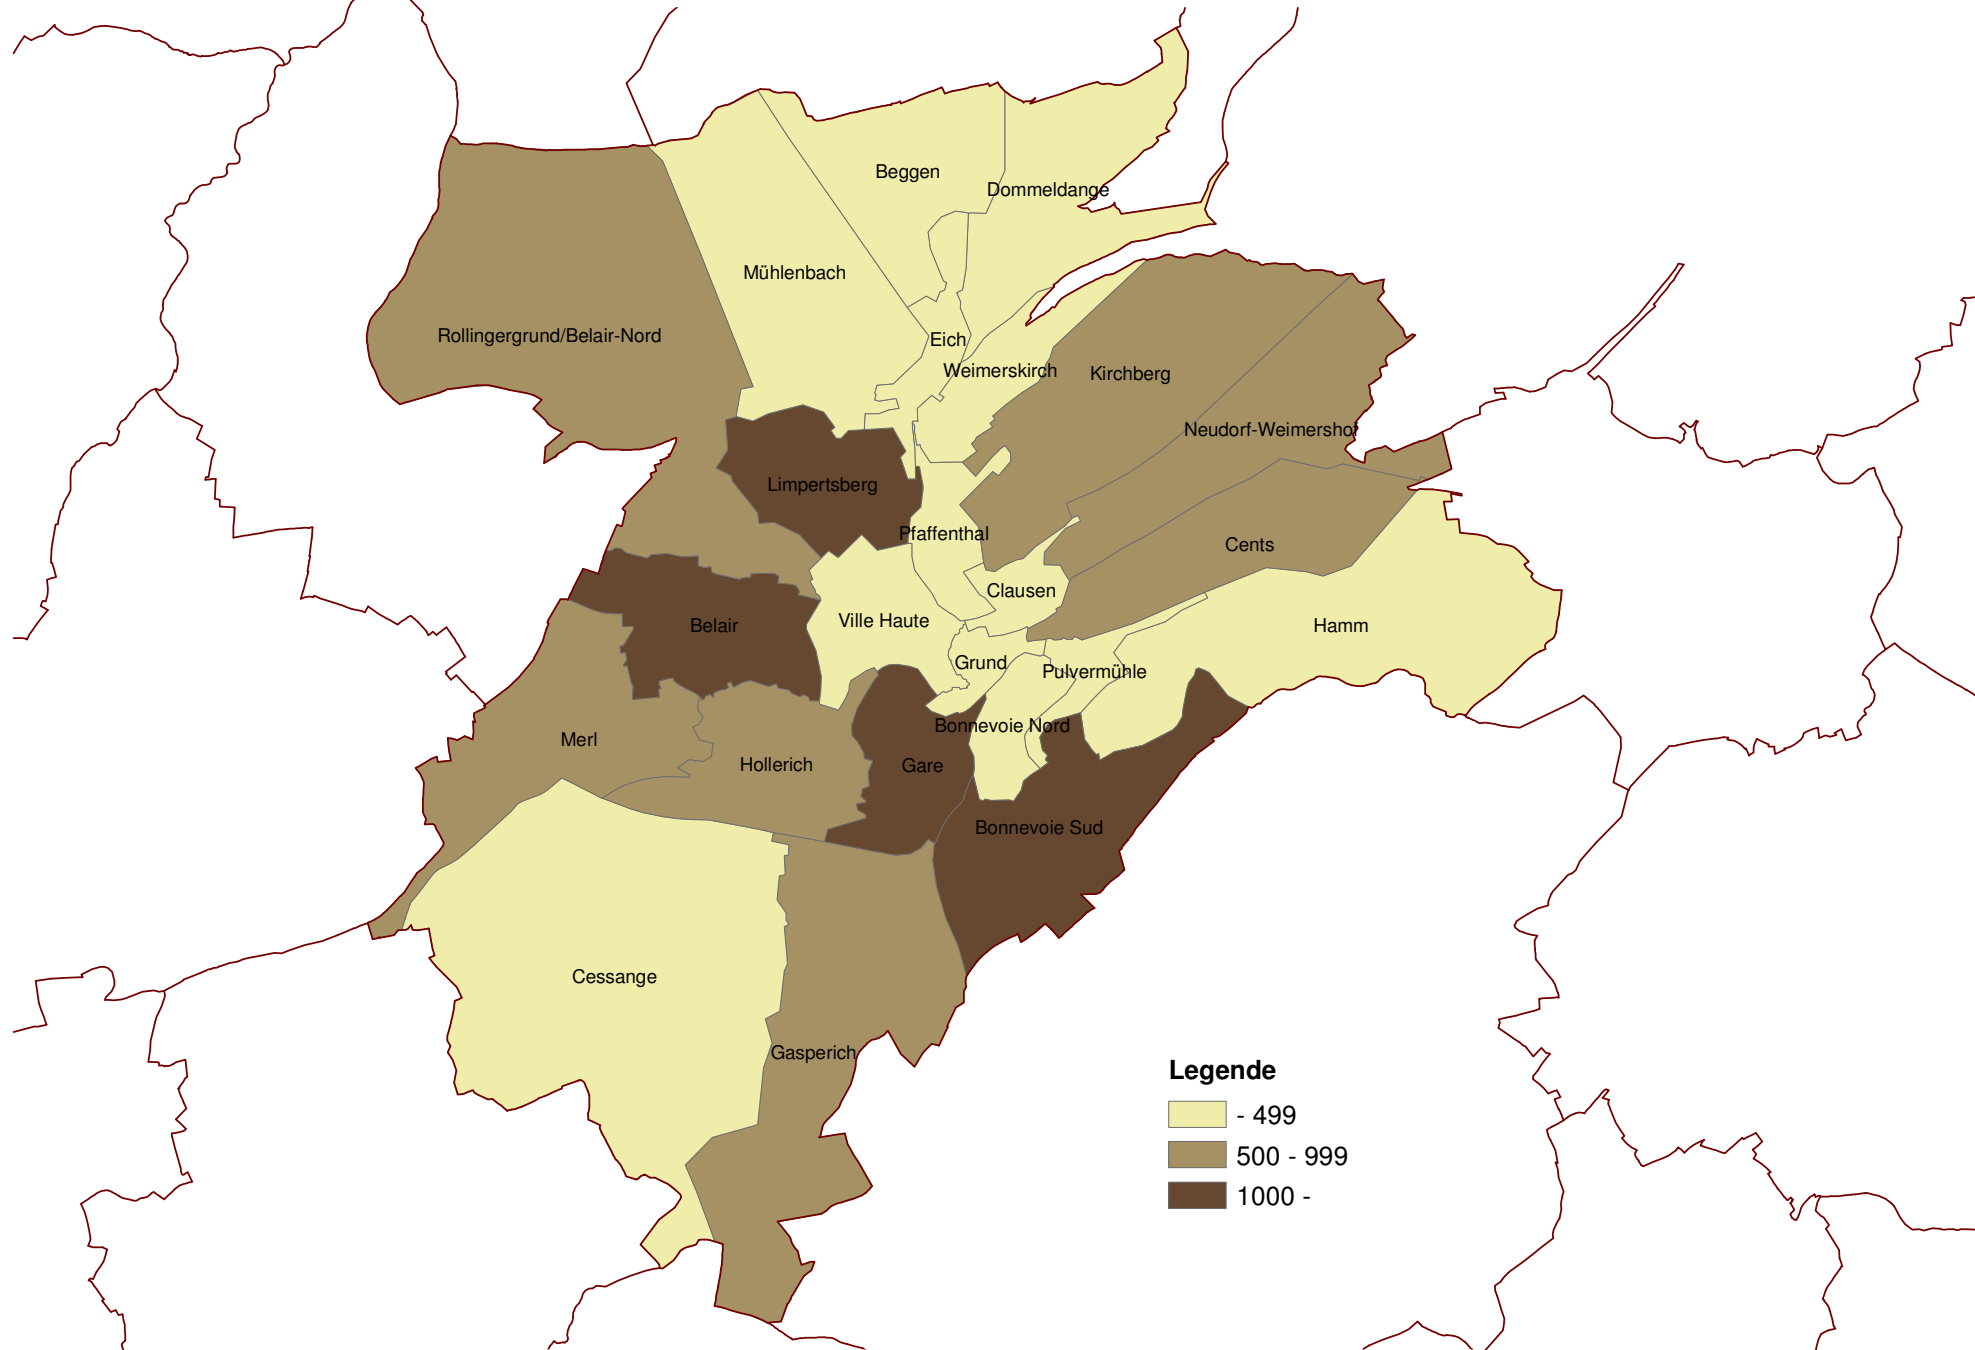 Beggen
Dommeldange
Mühlenbach
Rollingergrund/Belair-Nord
Eich
Weimerskirch
Kirchberg
Neudorf-Weimershof
Limpertsberg
Pfaffenthal
Cents
Clausen
Ville Haute
Belair
Hamm
Grund
Pulvermühle
Bonnevoie Nord
Merl
Hollerich
Gare
Bonnevoie Sud
Cessange
Gasperich
Legende
- 499
500 - 999
1000 -